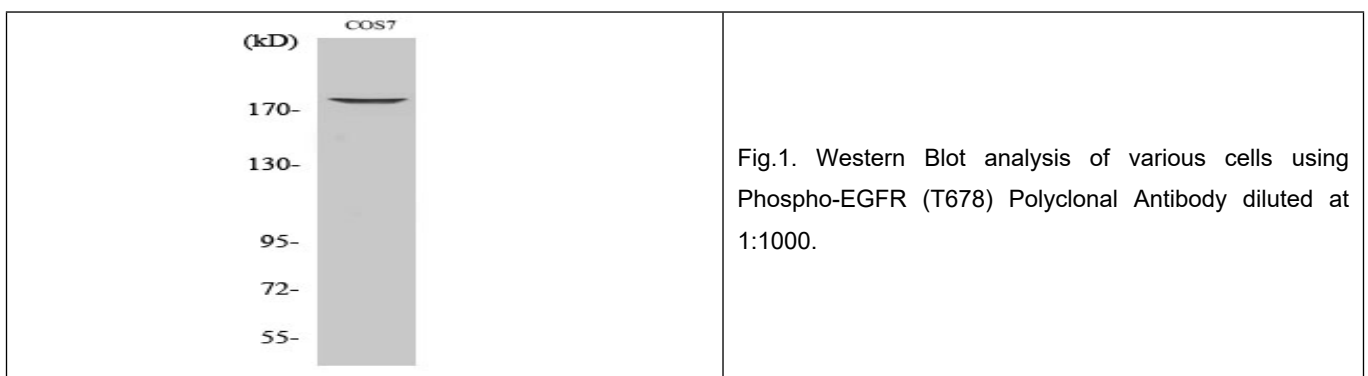 COS7
(kD)
170-
130-
95-
72-
55-
Fig.1. Western Blot analysis of various cells using
Phospho-EGFR (T678) Polyclonal Antibody diluted at
1:1000.